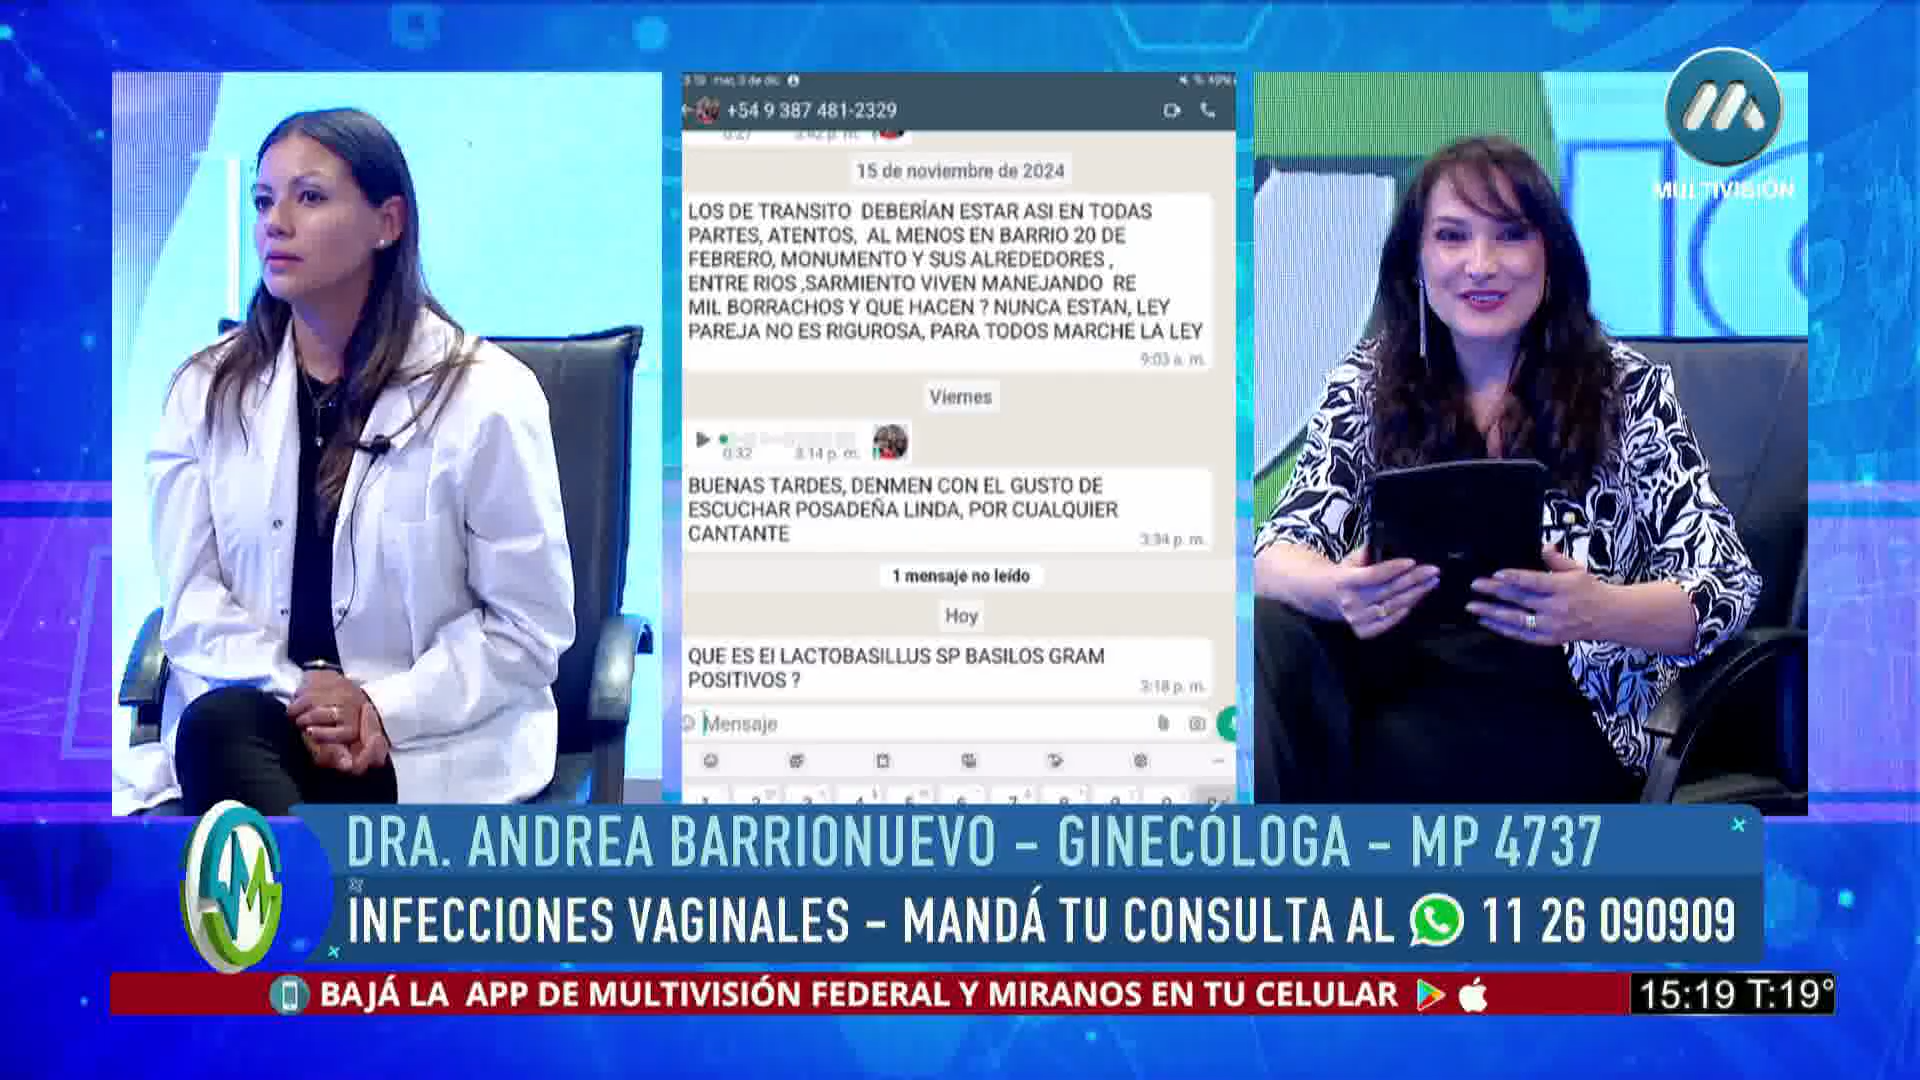 MULTIVISIÓN
+54 9 387 481-2329
0:27 3:42 p. m.
15 de noviembre de 2024
LOS DE TRANSITO DEBERÍAN ESTAR ASI EN TODAS
PARTES, ATENTOS, AL MENOS EN BARRIO 20 DE
FEBRERO, MONUMENTO Y SUS ALREDEDORES ,
ENTRE RIOS ,SARMIENTO VIVEN MANEJANDO RE
MIL BORRACHOS Y QUE HACEN ? NUNCA ESTAN, LEY
PAREJA NO ES RIGUROSA, PARA TODOS MARCHE LA LEY
9:03 a. m.
Viernes
0:32 3:14 p. m.
BUENAS TARDES, DENMEN CON EL GUSTO DE
ESCUCHAR POSADEÑA LINDA, POR CUALQUIER
CANTANTE
3:34 p. m.
1 mensaje no leído
Hoy
QUE ES El LACTOBASILLUS SP BASILOS GRAM
POSITIVOS ?
3:18 p. m.
Mensaje
DRA. ANDREA BARRIONUEVO - GINECÓLOGA - MP 4737
INFECCIONES VAGINALES - MANDÁ TU CONSULTA AL 11 26 090909
BAJÁ LA APP DE MULTIVISIÓN FEDERAL Y MIRANOS EN TU CELULAR
15:19 T:19°